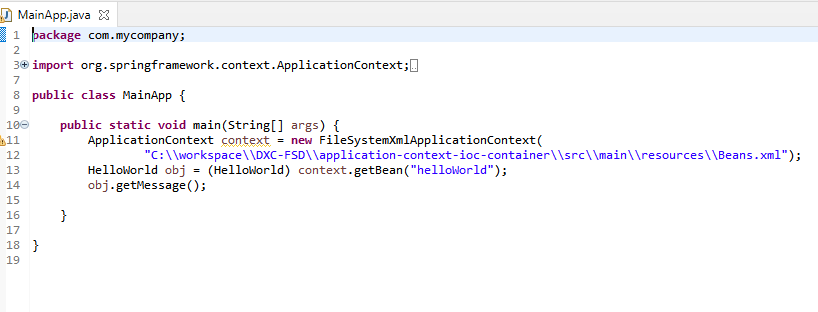 MainApp.java
1 package com.mycompany;
2
3 import org.springframework.context.ApplicationContext;
7
8 public class MainApp {
9
10 public static void main(String[] args) {
11 ApplicationContext context = new FileSystemXmlApplicationContext(
12 "C:\\workspace\\DXC-FSD\\application-context-ioc-container\\src\\main\\resources\\Beans.xml");
13 HelloWorld obj = (HelloWorld) context.getBean("helloWorld");
14 obj.getMessage();
15
16 }
17
18 }
19